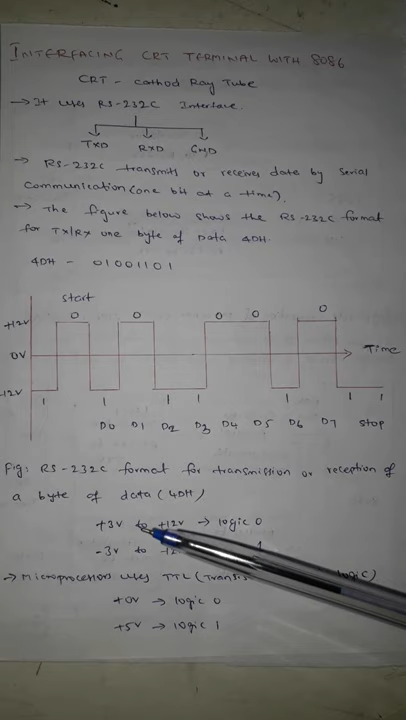 INTERFACING CRT TERMINAL WITH 8086
CRT - Cathod Ray Tube
→ It uses RS-232C Interface.
TXD RXD GND
→ RS-232C transmits or receives data by serial
communication (one bit at a time).
→ The figure below shows the RS-232C format
for Tx/Rx one byte of Data 4DH.
4DH - 01001101
start
+12V 0 0 0 0 0
0V Time
-12V 1 1 1 1 1 1 1
D0 D1 D2 D3 D4 D5 D6 D7 stop
Fig: RS-232C format for transmission or reception of
a byte of data (4DH)
+3V to +12V → logic 0
-3V to -12 1
→ Microprocessors uses TTL (Transis logic)
+0V → logic 0
+5V → logic 1